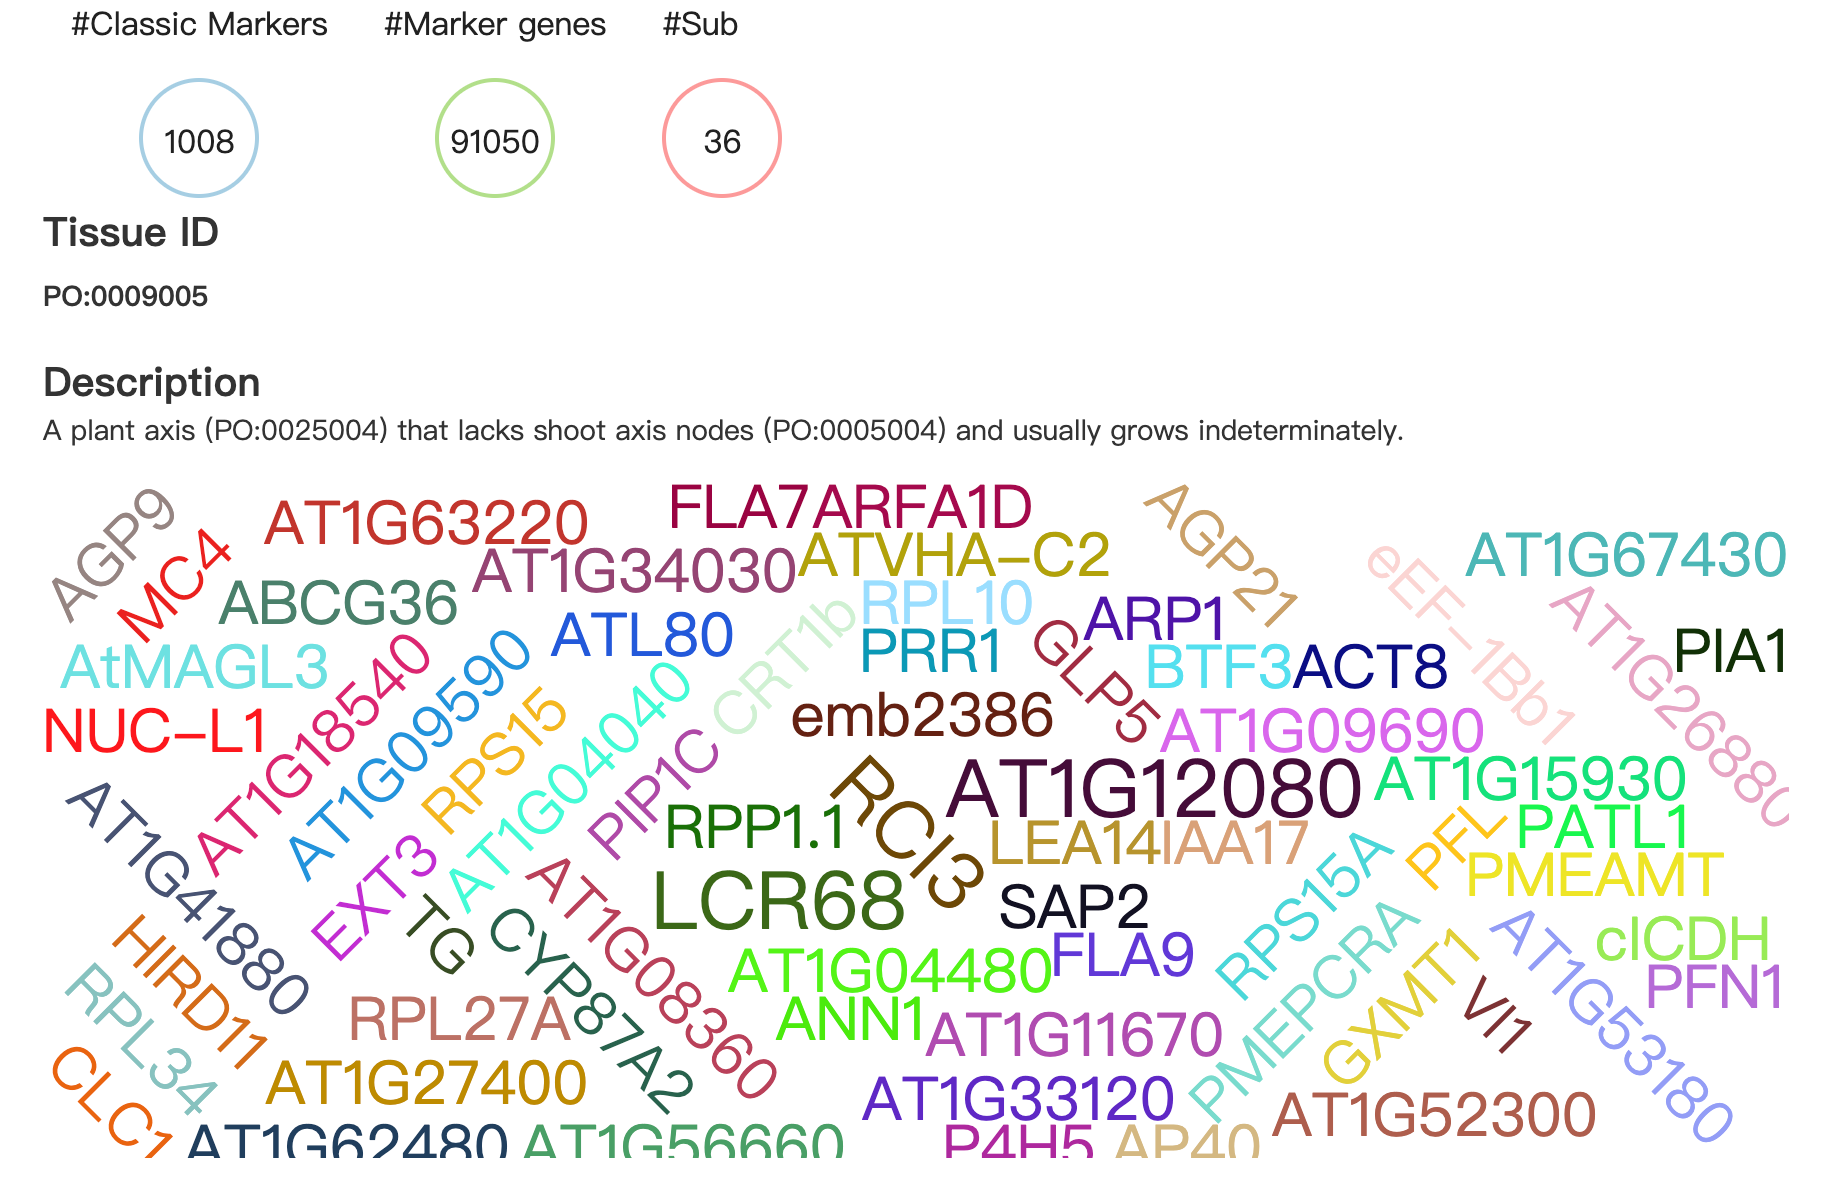 #Classic Markers #Marker genes #Sub
1008 91050 36
Tissue ID
PO:0009005
Description
A plant axis (PO:0025004) that lacks shoot axis nodes (PO:0005004) and usually grows indeterminately.
AGP9
MC4
AT1G63220
FLA7
ARFA1D
AGP21
AT1G34030
ATVHA-C2
eEF-1Bb1
AT1G67430
ABCG36
RPL10
ARP1
ATL80
CRT1b
PRR1
GLP5
BTF3
ACT8
AT1G26880
PIA1
AtMAGL3
AT1G18540
AT1G09590
RPS15
AT1G04040
NUC-L1
PIP1C
emb2386
AT1G09690
AT1G41880
RCI3
AT1G12080
AT1G15930
RPP1.1
LEA14
IAA17
PFL
PATL1
EXT3
RPS15A
PMEAMT
TG
CYP87A2
AT1G08360
LCR68
SAP2
PMEPCRA
AT1G53180
cICDH
HIRD11
AT1G04480
FLA9
GXMT1
PFN1
RPL34
RPL27A
ANN1
AT1G11670
VI1
CLC1
AT1G27400
AT1G33120
AT1G52300
AT1G62480
AT1G56660
P4H5
AP40